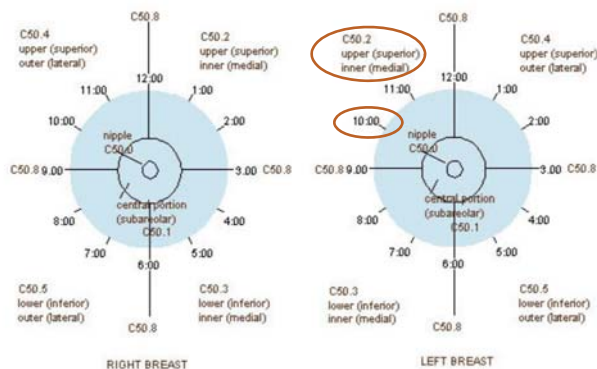 C50.8
C50.4
upper (superior)
outer (lateral)
C50.2
upper (superior)
inner (medial)
12:00
11:00
1:00
10:00
2:00
nipple
C50.0
C50.8
9:00
3:00
C50.8
central portion
(subareolar)
C50.1
8:00
4:00
7:00
5:00
6:00
C50.5
lower (inferior)
outer (lateral)
C50.3
lower (inferior)
inner (medial)
C50.8
RIGHT BREAST
C50.8
C50.2
upper (superior)
inner (medial)
C50.4
upper (superior)
outer (lateral)
12:00
11:00
1:00
10:00
2:00
nipple
C50.0
C50.8
9:00
3:00
C50.8
central portion
(subareolar)
C50.1
8:00
4:00
7:00
5:00
6:00
C50.3
lower (inferior)
inner (medial)
C50.5
lower (inferior)
outer (lateral)
C50.8
LEFT BREAST